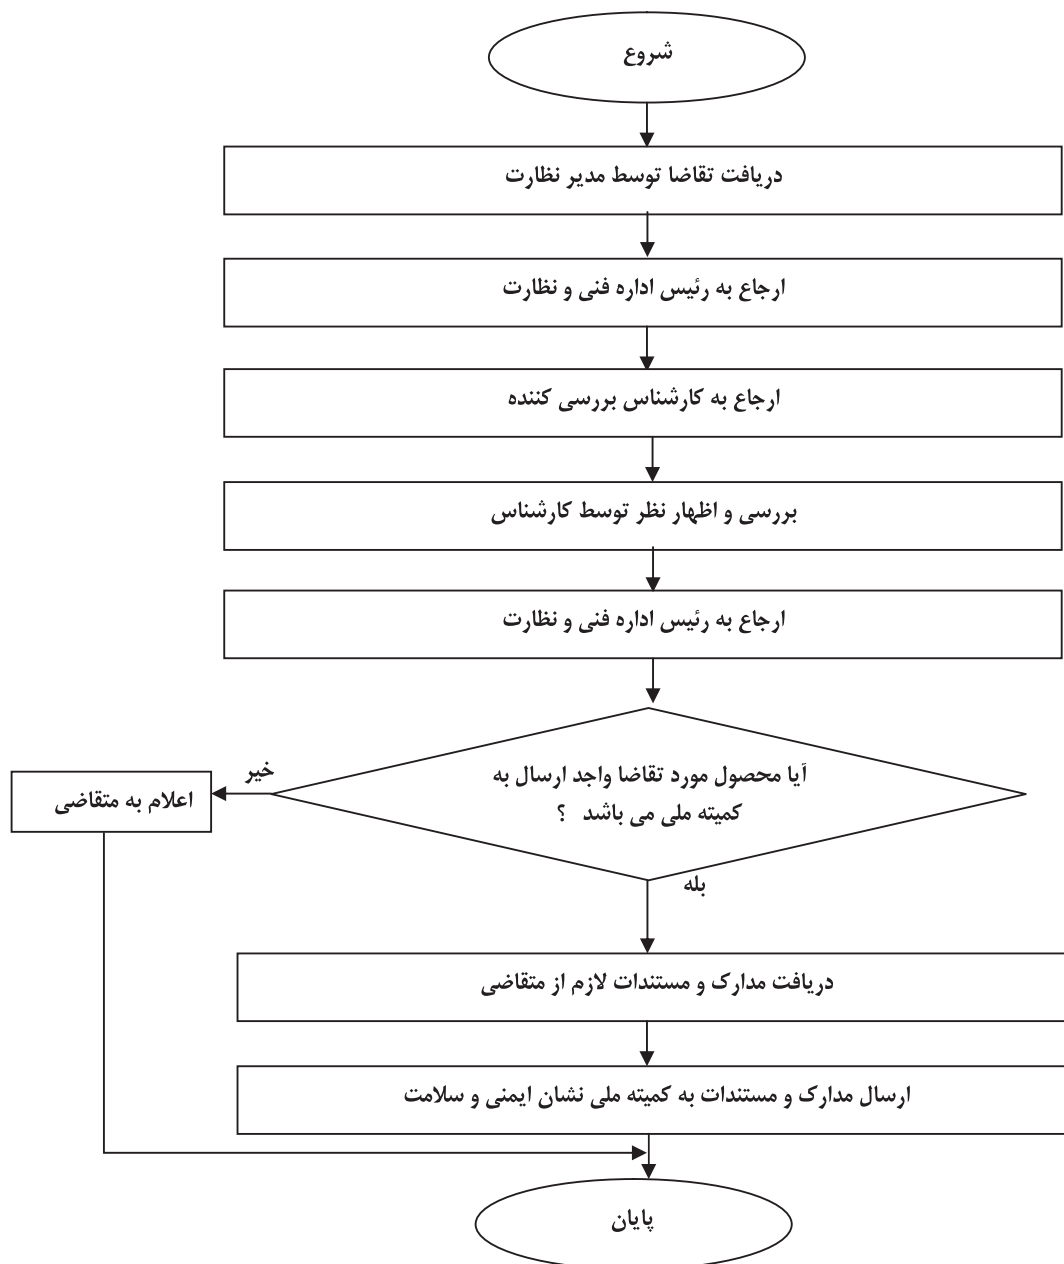 شروع
دریافت تقاضا توسط مدیر نظارت
ارجاع به رئیس اداره فنی و نظارت
ارجاع به کارشناس بررسی کننده
بررسی و اظهار نظر توسط کارشناس
ارجاع به رئیس اداره فنی و نظارت
آیا محصول مورد تقاضا واجد ارسال به
کمیته ملی می باشد ؟
خیر
اعلام به متقاضی
بله
دریافت مدارک و مستندات لازم از متقاضی
ارسال مدارک و مستندات به کمیته ملی نشان ایمنی و سلامت
پایان